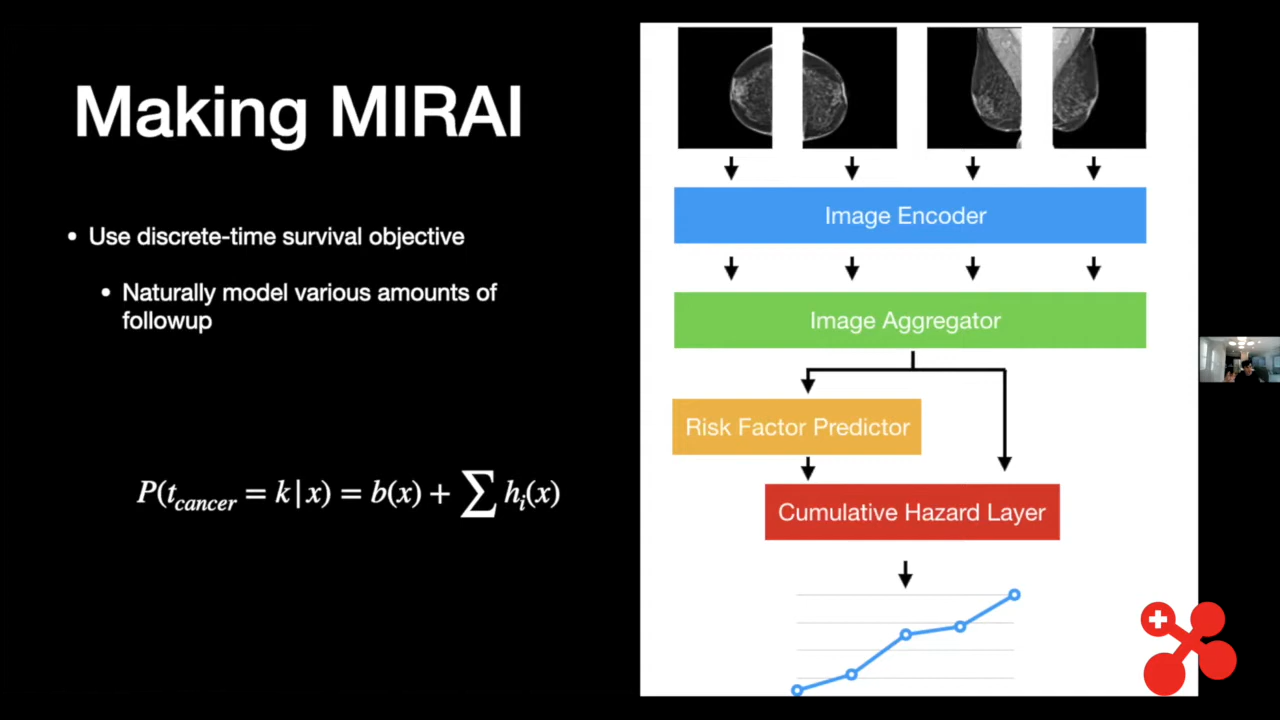 Making MIRAI
• Use discrete-time survival objective
• Naturally model various amounts of
followup
P(t_cancer = k|x) = b(x) + ∑ h_i(x)
Image Encoder
Image Aggregator
Risk Factor Predictor
Cumulative Hazard Layer